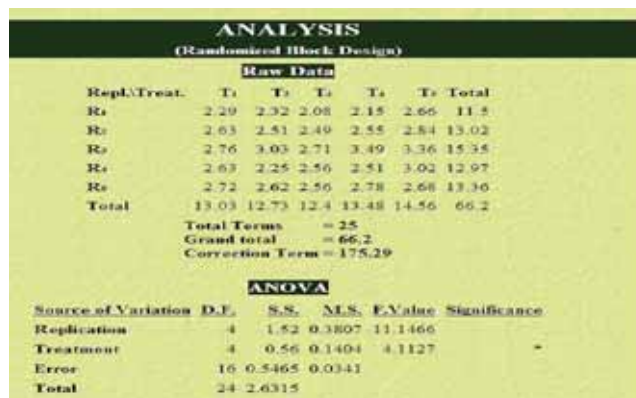 ANALYSIS
(Randomized Block Design)
Raw Data
Repl.\Treat. T₁ T₂ T₃ T₄ T₅ Total
R₁ 2.29 2.32 2.08 2.15 2.66 11.5
R₂ 2.63 2.51 2.49 2.55 2.84 13.02
R₃ 2.76 3.03 2.71 3.49 3.36 15.35
R₄ 2.63 2.25 2.56 2.51 3.02 12.97
R₅ 2.72 2.62 2.56 2.78 2.68 13.36
Total 13.03 12.73 12.4 13.48 14.56 66.2
Total Terms = 25
Grand total = 66.2
Correction Term = 175.29
ANOVA
Source of Variation D.F. S.S. M.S. F.Value Significance
Replication 4 1.52 0.3807 11.1466
Treatment 4 0.56 0.1404 4.1127 *
Error 16 0.5465 0.0341
Total 24 2.6315